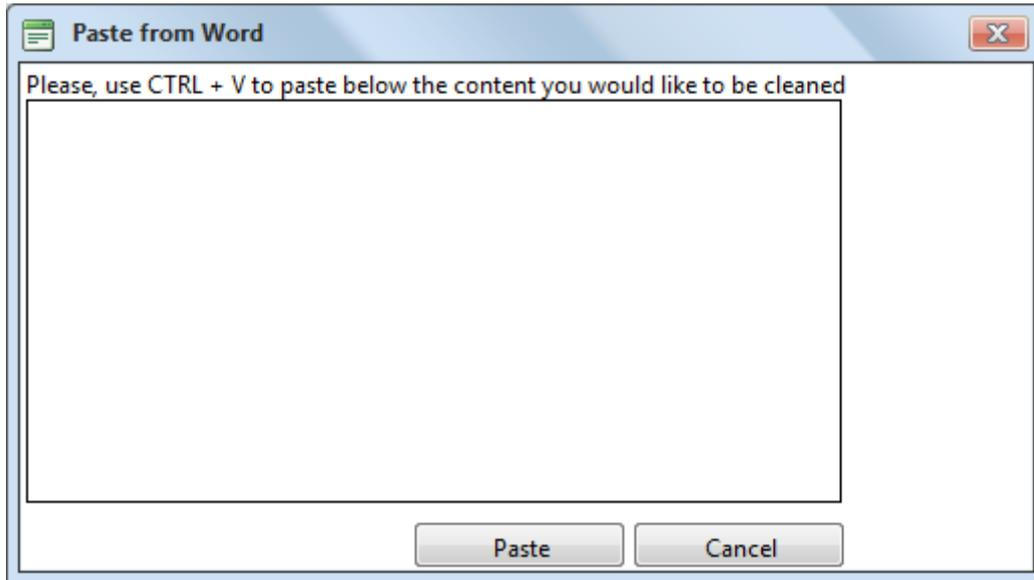 Paste from Word
Please, use CTRL + V to paste below the content you would like to be cleaned
Paste
Cancel